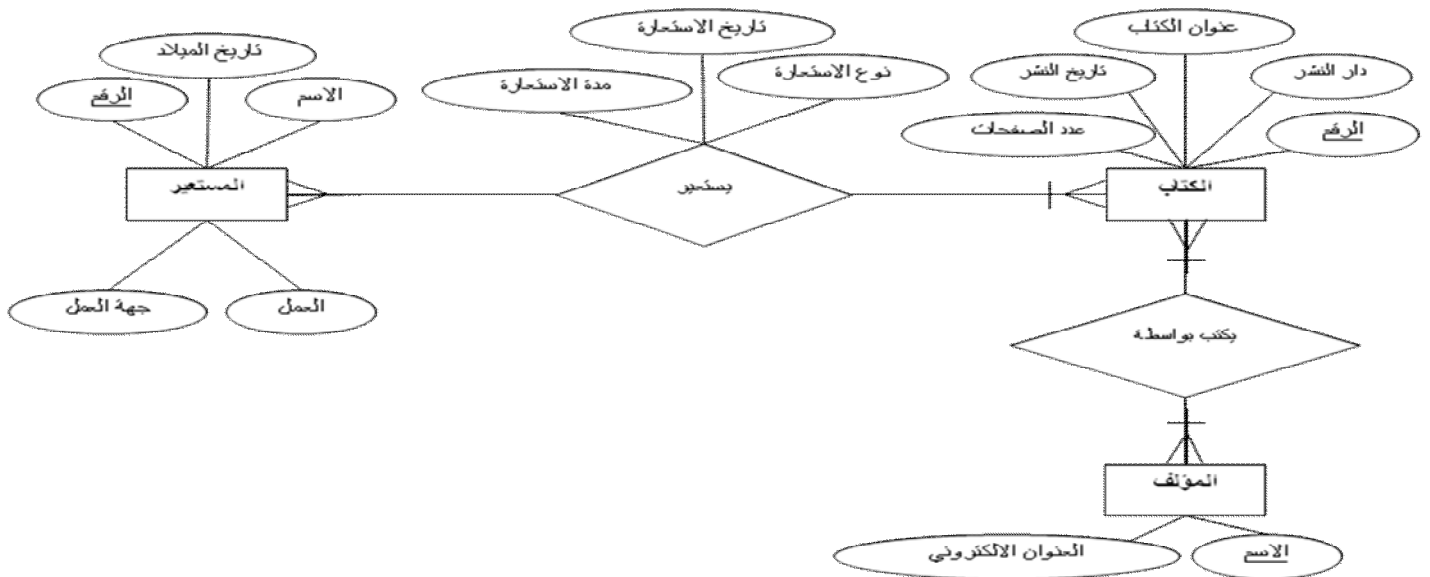 عنوان الكتاب
تاريخ الاستعارة
تاريخ الميلاد
دار النشر
تاريخ النشر
نوع الاستعارة
مدة الاستعارة
الاسم
الرقم
الرقم
عدد الصفحات
الكتاب
يستعير
المستعير
العمل
جهة العمل
يكتب بواسطة
المؤلف
الاسم
العنوان الالكتروني